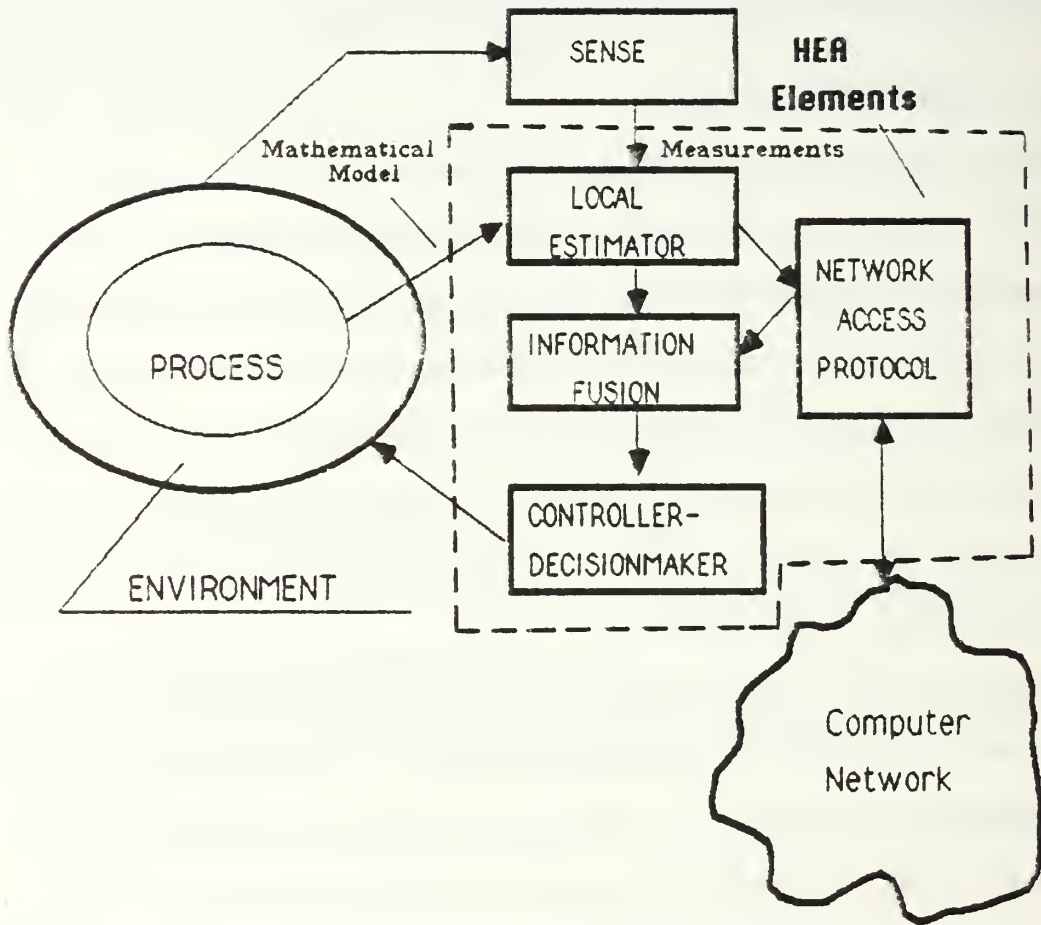 SENSE
HEA
Elements
Mathematical
Model
Measurements
LOCAL
ESTIMATOR
NETWORK
ACCESS
PROTOCOL
INFORMATION
FUSION
PROCESS
CONTROLLER-
DECISIONMAKER
ENVIRONMENT
Computer
Network